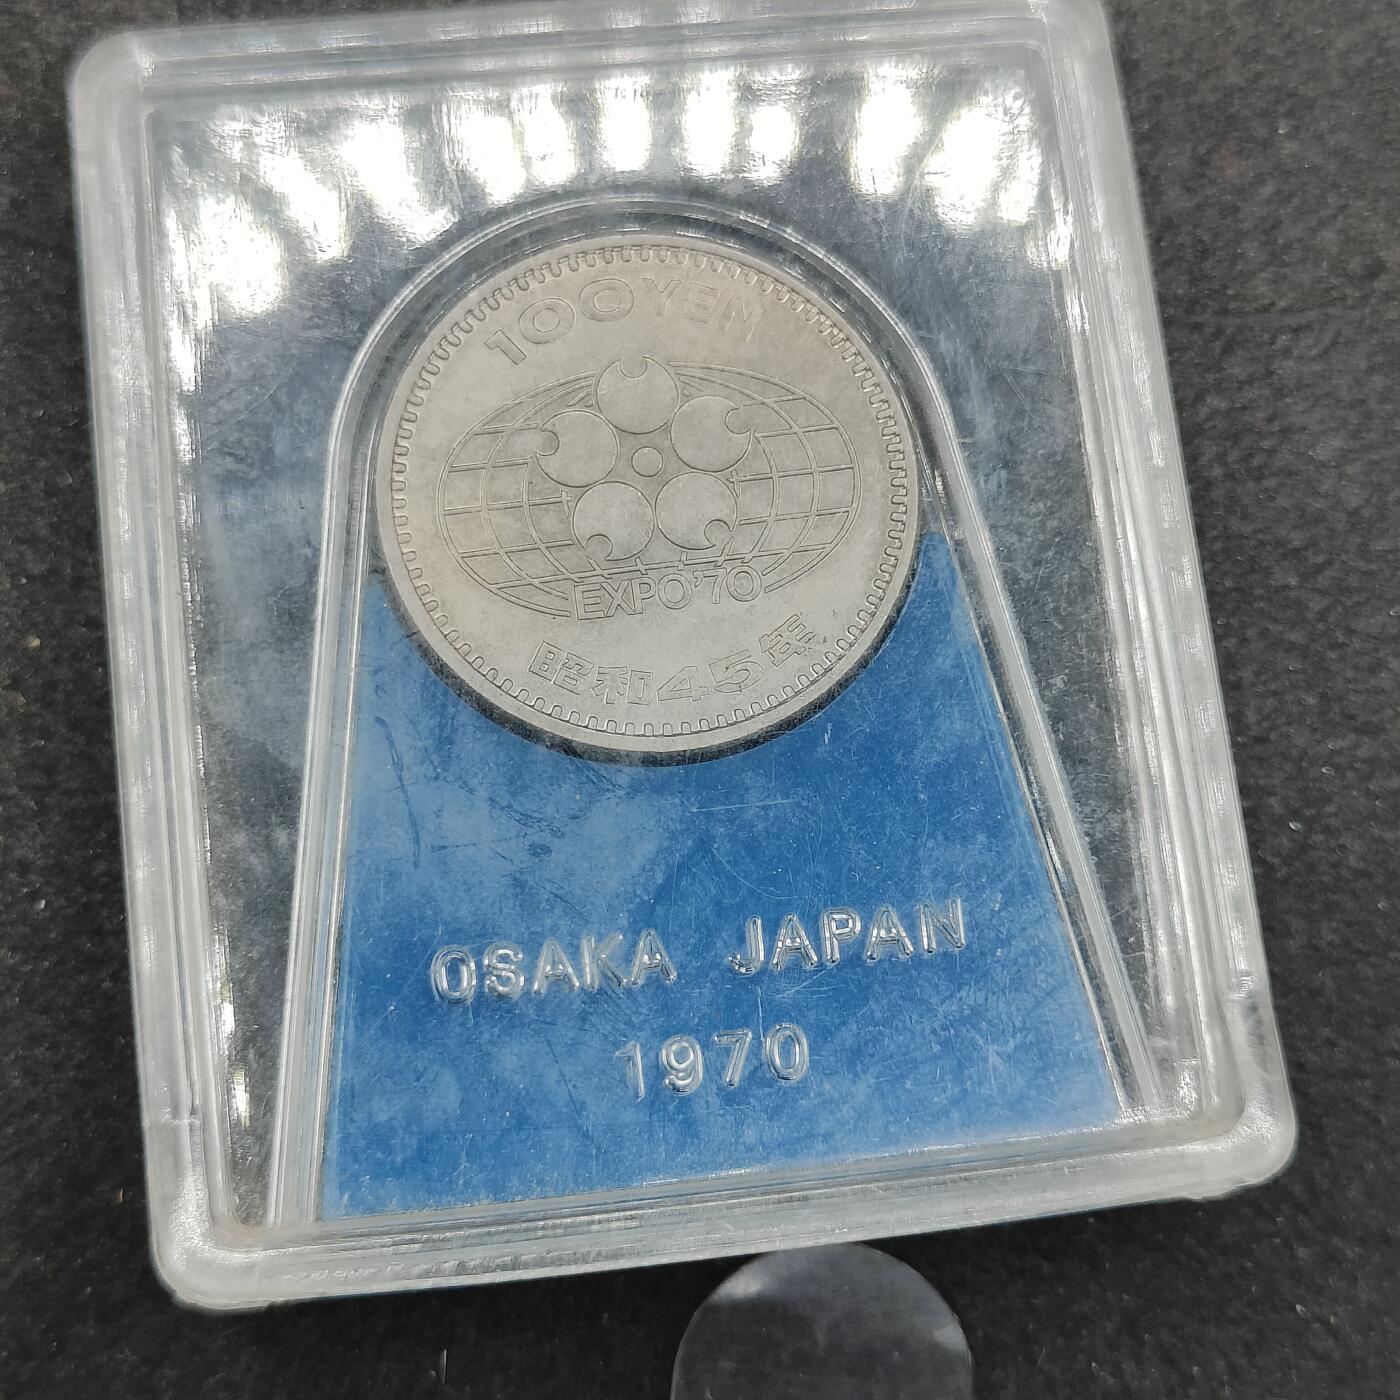 100 YEN
EXPO'70
昭和45年
OSAKA JAPAN
1970